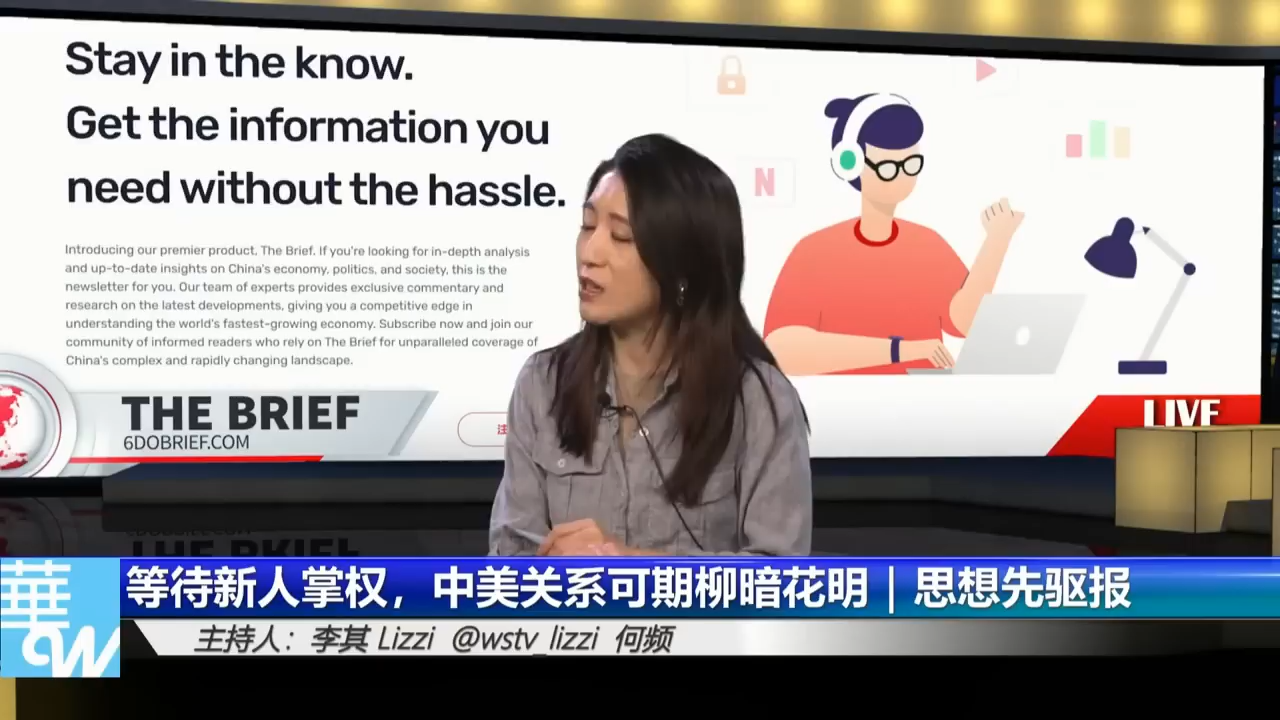 Stay in the know.
Get the information you
need without the hassle.
Introducing our premier product, The Brief. If you're looking for in-depth analysis
and up-to-date insights on China's economy, politics, and society, this is the
newsletter for you. Our team of experts provides exclusive commentary and
research on the latest developments, giving you a competitive edge in
understanding the world's fastest-growing economy. Subscribe now and join our
community of informed readers who rely on The Brief for unparalleled coverage of
China's complex and rapidly changing landscape.
N
THE BRIEF
6DOBRIEF.COM
注
LIVE
等待新人掌权，中美关系可期柳暗花明｜思想先驱报
華
W
主持人：李其 Lizzi @wstv_lizzi 何频